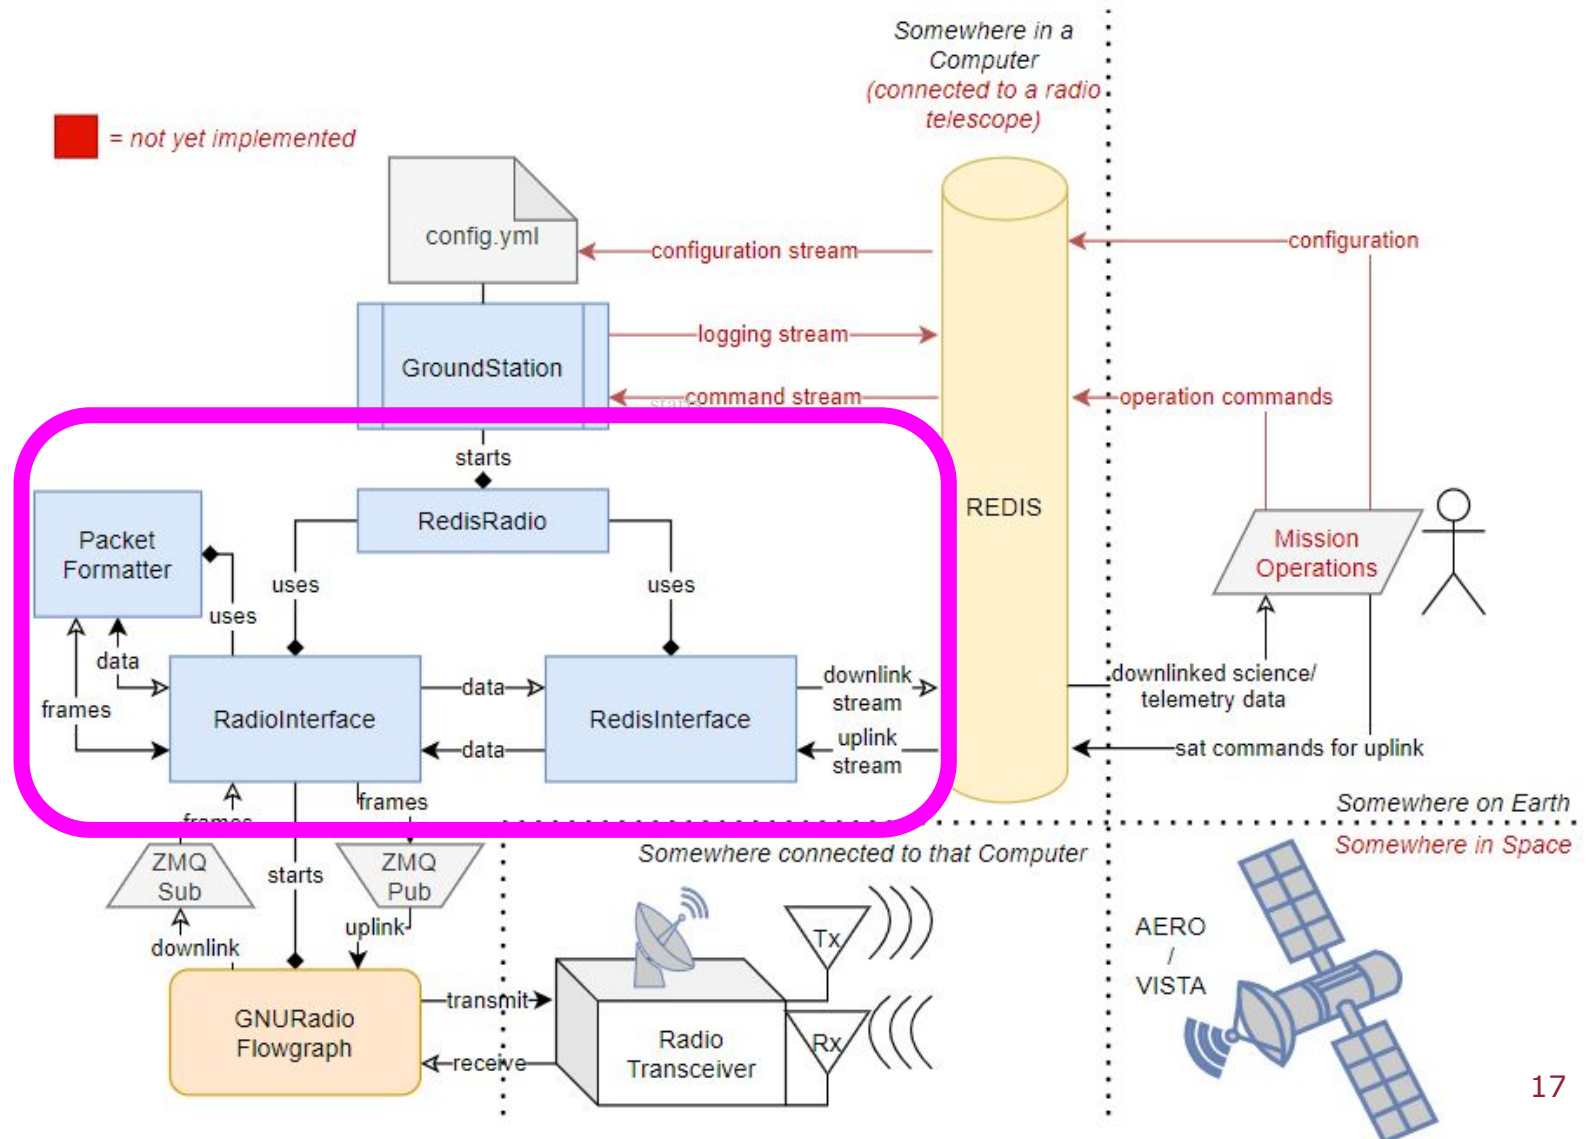 Somewhere in a
Computer
(connected to a radio
telescope)
= not yet implemented
config.yml
configuration stream
configuration
GroundStation
logging stream
command stream
starts
operation commands
starts
RedisRadio
REDIS
Packet
Formatter
Mission
Operations
uses
uses
uses
data
frames
RadioInterface
data
data
RedisInterface
downlink
stream
uplink
stream
downlinked science/
telemetry data
sat commands for uplink
frames
frames
Somewhere on Earth
Somewhere in Space
Somewhere connected to that Computer
ZMQ
Sub
starts
ZMQ
Pub
downlink
uplink
GNURadio
Flowgraph
transmit
receive
Radio
Transceiver
Tx
Rx
AERO
/
VISTA
17